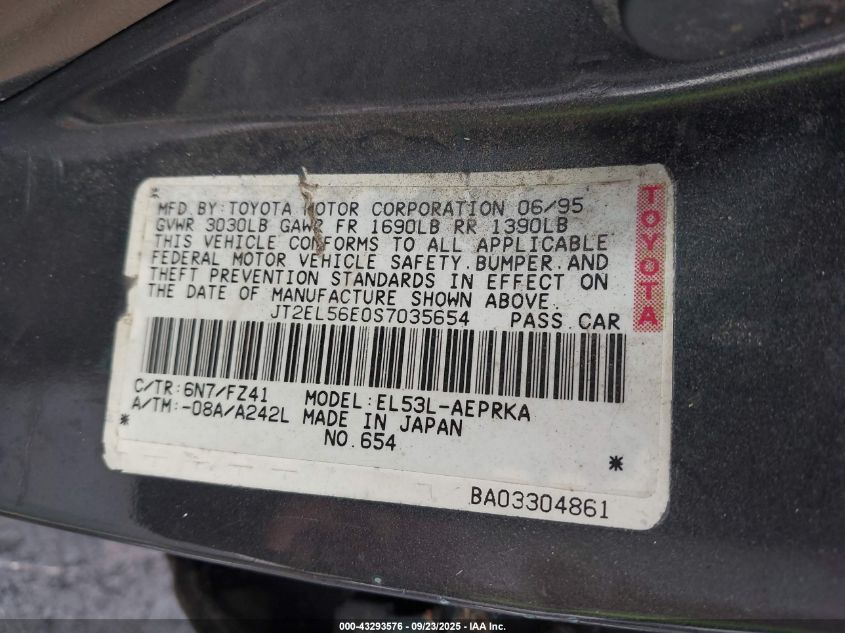 MFD. BY: TOYOTA MOTOR CORPORATION 06/95
GVWR 3030LB GAWR FR 1690LB RR 1390LB
THIS VEHICLE CONFORMS TO ALL APPLICABLE
FEDERAL MOTOR VEHICLE SAFETY. BUMPER. AND
THEFT PREVENTION STANDARDS IN EFFECT ON
THE DATE OF MANUFACTURE SHOWN ABOVE.
JT2EL56E0S7035654 PASS. CAR
C/TR: 6N7/FZ41 MODEL: EL53L-AEPRKA
A/TM: -08A/A242L MADE IN JAPAN
NO. 654
BA03304861
TOYOTA
000-43293576 - 09/23/2025 - IAA Inc.